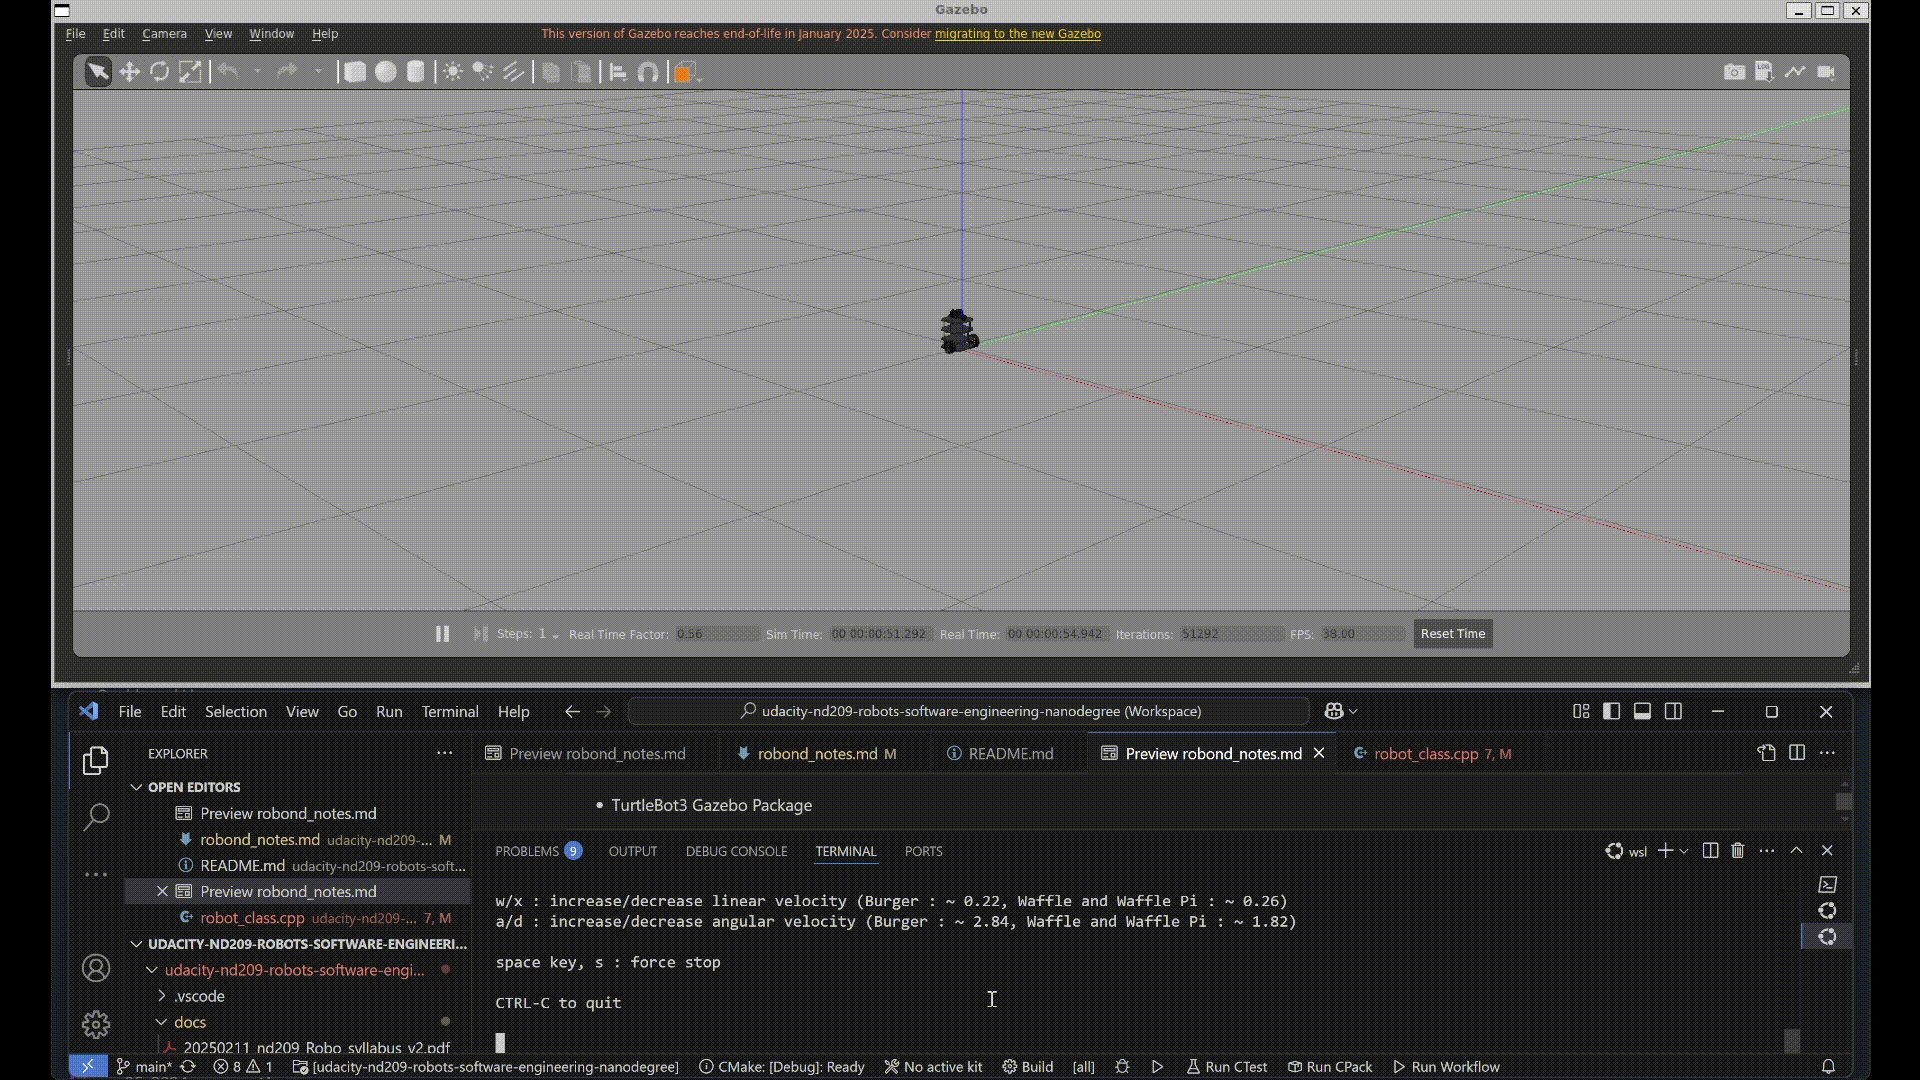 Gazebo
File Edit Camera View Window Help
This version of Gazebo reaches end-of-life in January 2025. Consider migrating to the new Gazebo
LOG
Steps: 1 Real Time Factor: 0.56 Sim Time: 00 00:00:51.292 Real Time: 00 00:00:54.942 Iterations: 51292 FPS: 38.00 Reset Time
File Edit Selection View Go Run Terminal Help
udacity-nd209-robots-software-engineering-nanodegree (Workspace)
EXPLORER
Preview robond_notes.md robond_notes.md M README.md Preview robond_notes.md robot_class.cpp 7, M
OPEN EDITORS
Preview robond_notes.md
robond_notes.md udacity-nd209-... M
README.md udacity-nd209-robots-soft...
Preview robond_notes.md
robot_class.cpp udacity-nd209-... 7, M
UDACITY-ND209-ROBOTS-SOFTWARE-ENGINEERI...
udacity-nd209-robots-software-engi...
.vscode
docs
20250211_nd209_Robo_syllabus_v2.pdf
TurtleBot3 Gazebo Package
PROBLEMS 9 OUTPUT DEBUG CONSOLE TERMINAL PORTS
wsl
w/x : increase/decrease linear velocity (Burger : ~ 0.22, Waffle and Waffle Pi : ~ 0.26)
a/d : increase/decrease angular velocity (Burger : ~ 2.84, Waffle and Waffle Pi : ~ 1.82)
space key, s : force stop
CTRL-C to quit
main* 8 1 [udacity-nd209-robots-software-engineering-nanodegree] CMake: [Debug]: Ready No active kit Build [all] Run CTest Run CPack Run Workflow